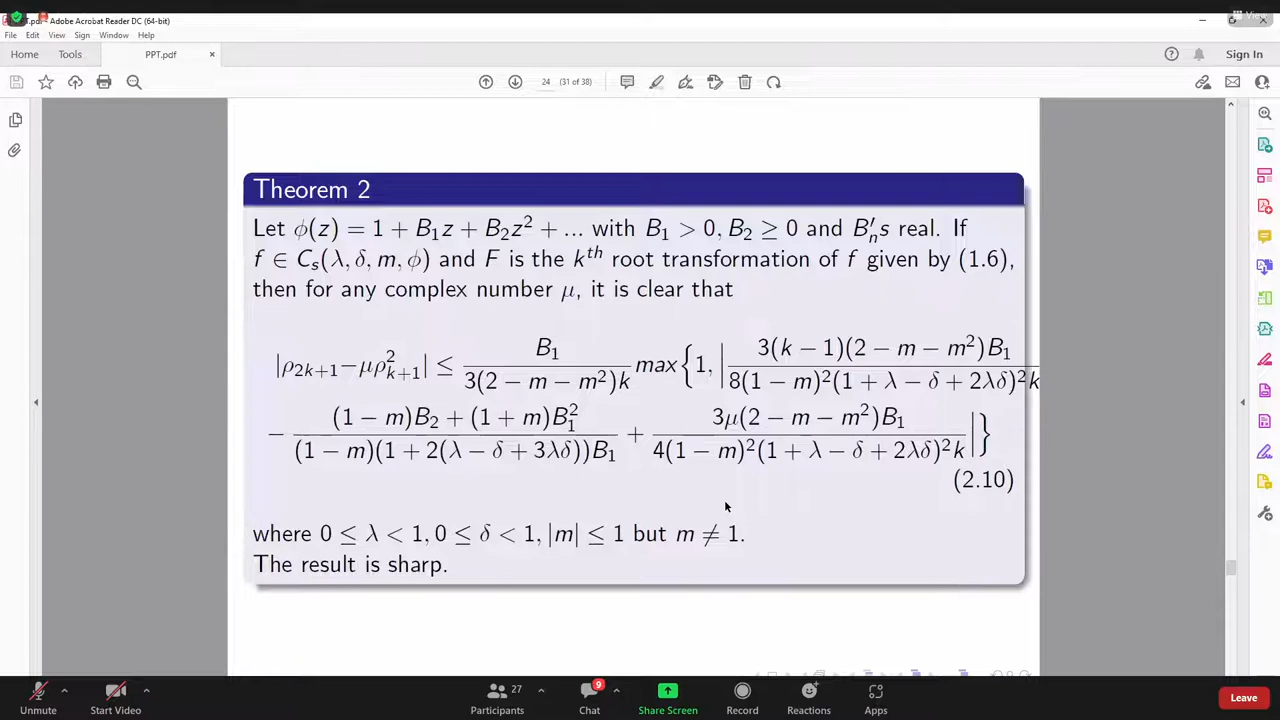 .pdf - Adobe Acrobat Reader DC (64-bit)
View
File Edit View Sign Window Help
Home Tools PPT.pdf × Sign In
24 (31 of 38)
Theorem 2
Let ϕ(z) = 1 + B₁z + B₂z² + ... with B₁ > 0, B₂ ≥ 0 and B′ₙs real. If
f ∈ Cₛ(λ, δ, m, ϕ) and F is the kᵗʰ root transformation of f given by (1.6),
then for any complex number μ, it is clear that
|ρ_{2k+1} − μρ²_{k+1}| ≤ B₁ / 3(2 − m − m²)k max{1, | 3(k − 1)(2 − m − m²)B₁ / 8(1 − m)²(1 + λ − δ + 2λδ)²k
− (1 − m)B₂ + (1 + m)B₁² / (1 − m)(1 + 2(λ − δ + 3λδ))B₁ + 3μ(2 − m − m²)B₁ / 4(1 − m)²(1 + λ − δ + 2λδ)²k |}
(2.10)
where 0 ≤ λ < 1, 0 ≤ δ < 1, |m| ≤ 1 but m ≠ 1.
The result is sharp.
27 9
Unmute Start Video Participants Chat Share Screen Record Reactions Apps Leave